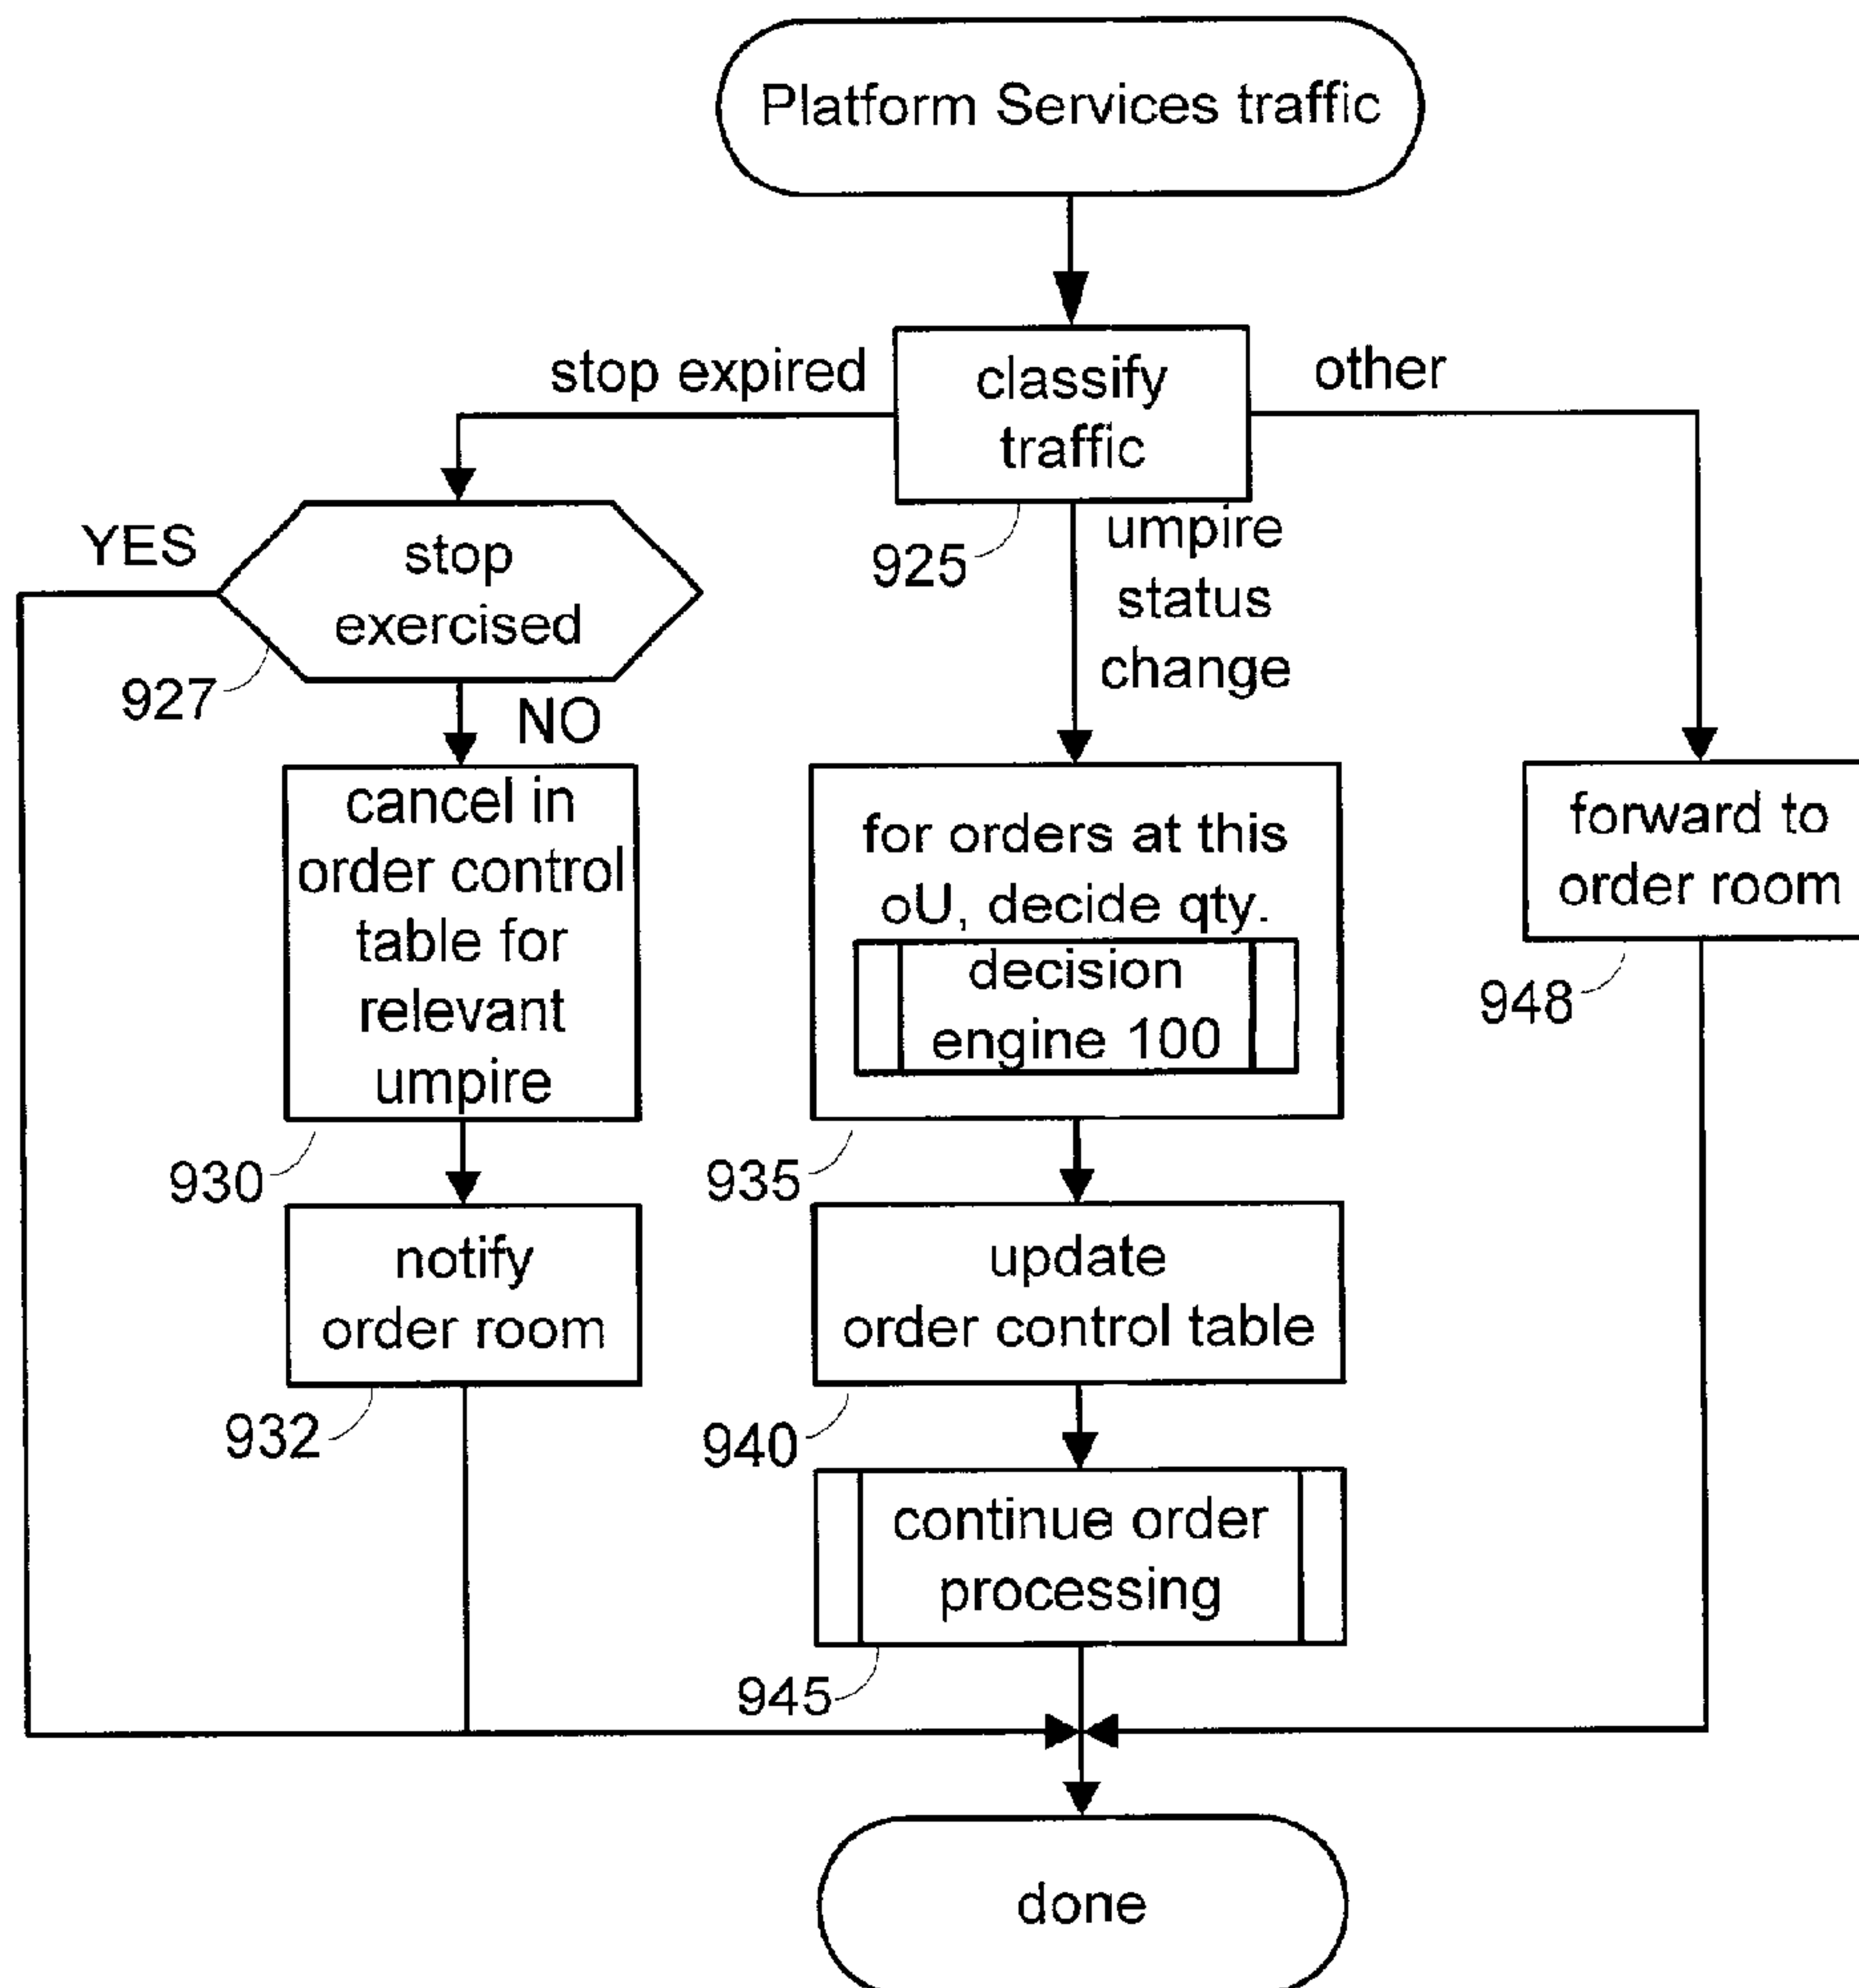 Platform Services traffic
stop expired
classify
traffic
other
925
umpire
status
change
YES
stop
exercised
927
NO
cancel in
order control
table for
relevant
umpire
930
notify
order room
932
for orders at this
oU, decide qty.
decision
engine 100
935
update
order control table
940
continue order
processing
945
forward to
order room
948
done